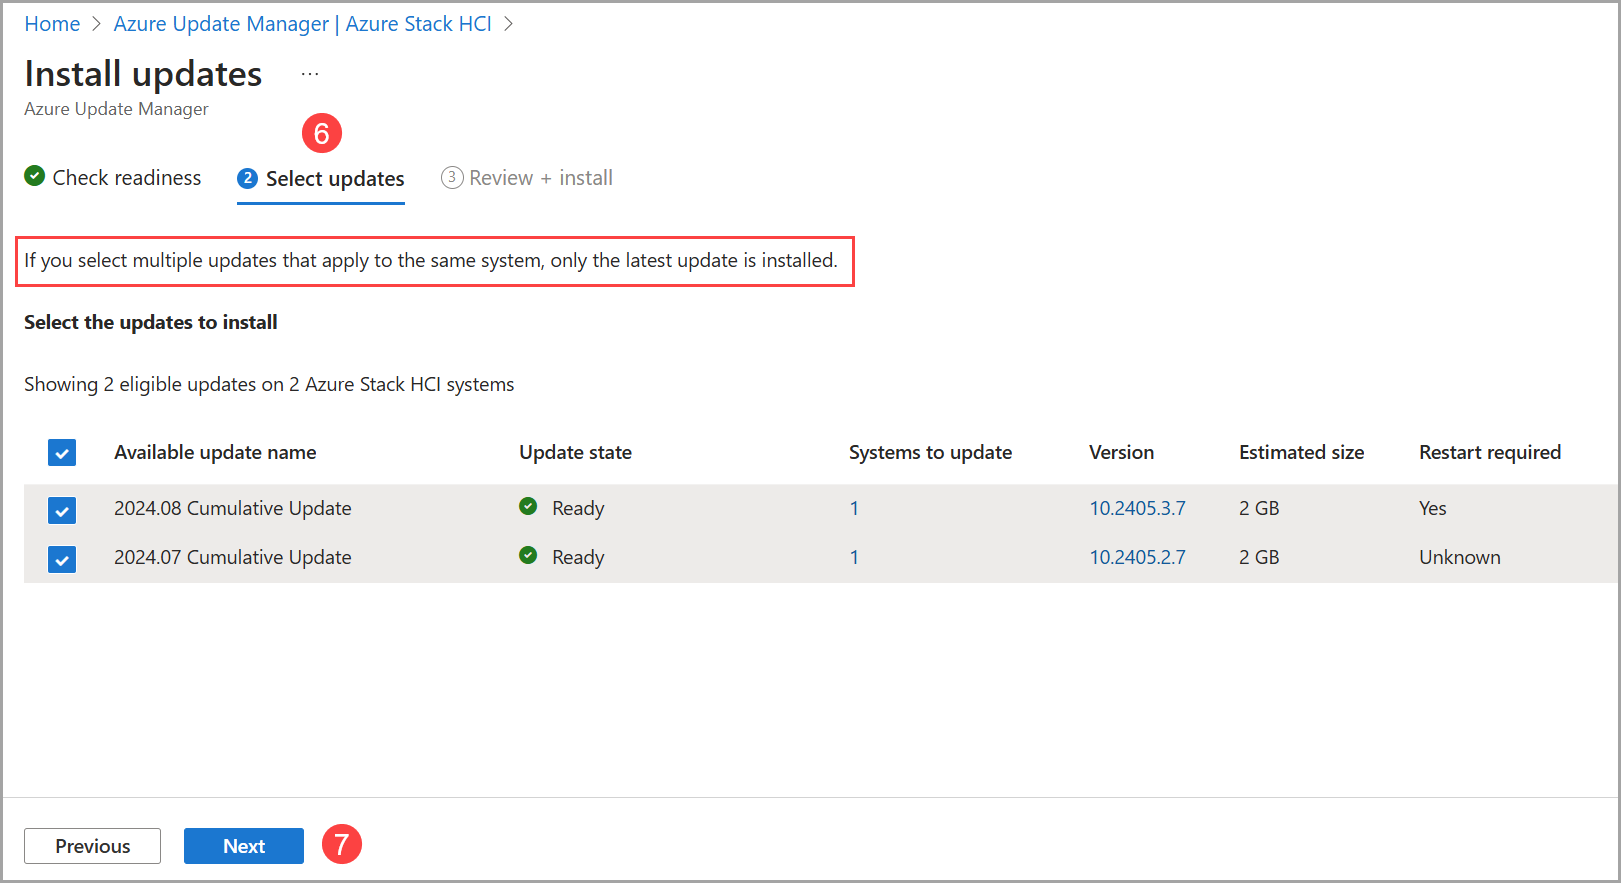 Home > Azure Update Manager | Azure Stack HCI >
Install updates ...
Azure Update Manager
6
Check readiness 2 Select updates 3 Review + install
If you select multiple updates that apply to the same system, only the latest update is installed.
Select the updates to install
Showing 2 eligible updates on 2 Azure Stack HCI systems
Available update name Update state Systems to update Version Estimated size Restart required
2024.08 Cumulative Update Ready 1 10.2405.3.7 2 GB Yes
2024.07 Cumulative Update Ready 1 10.2405.2.7 2 GB Unknown
Previous Next 7